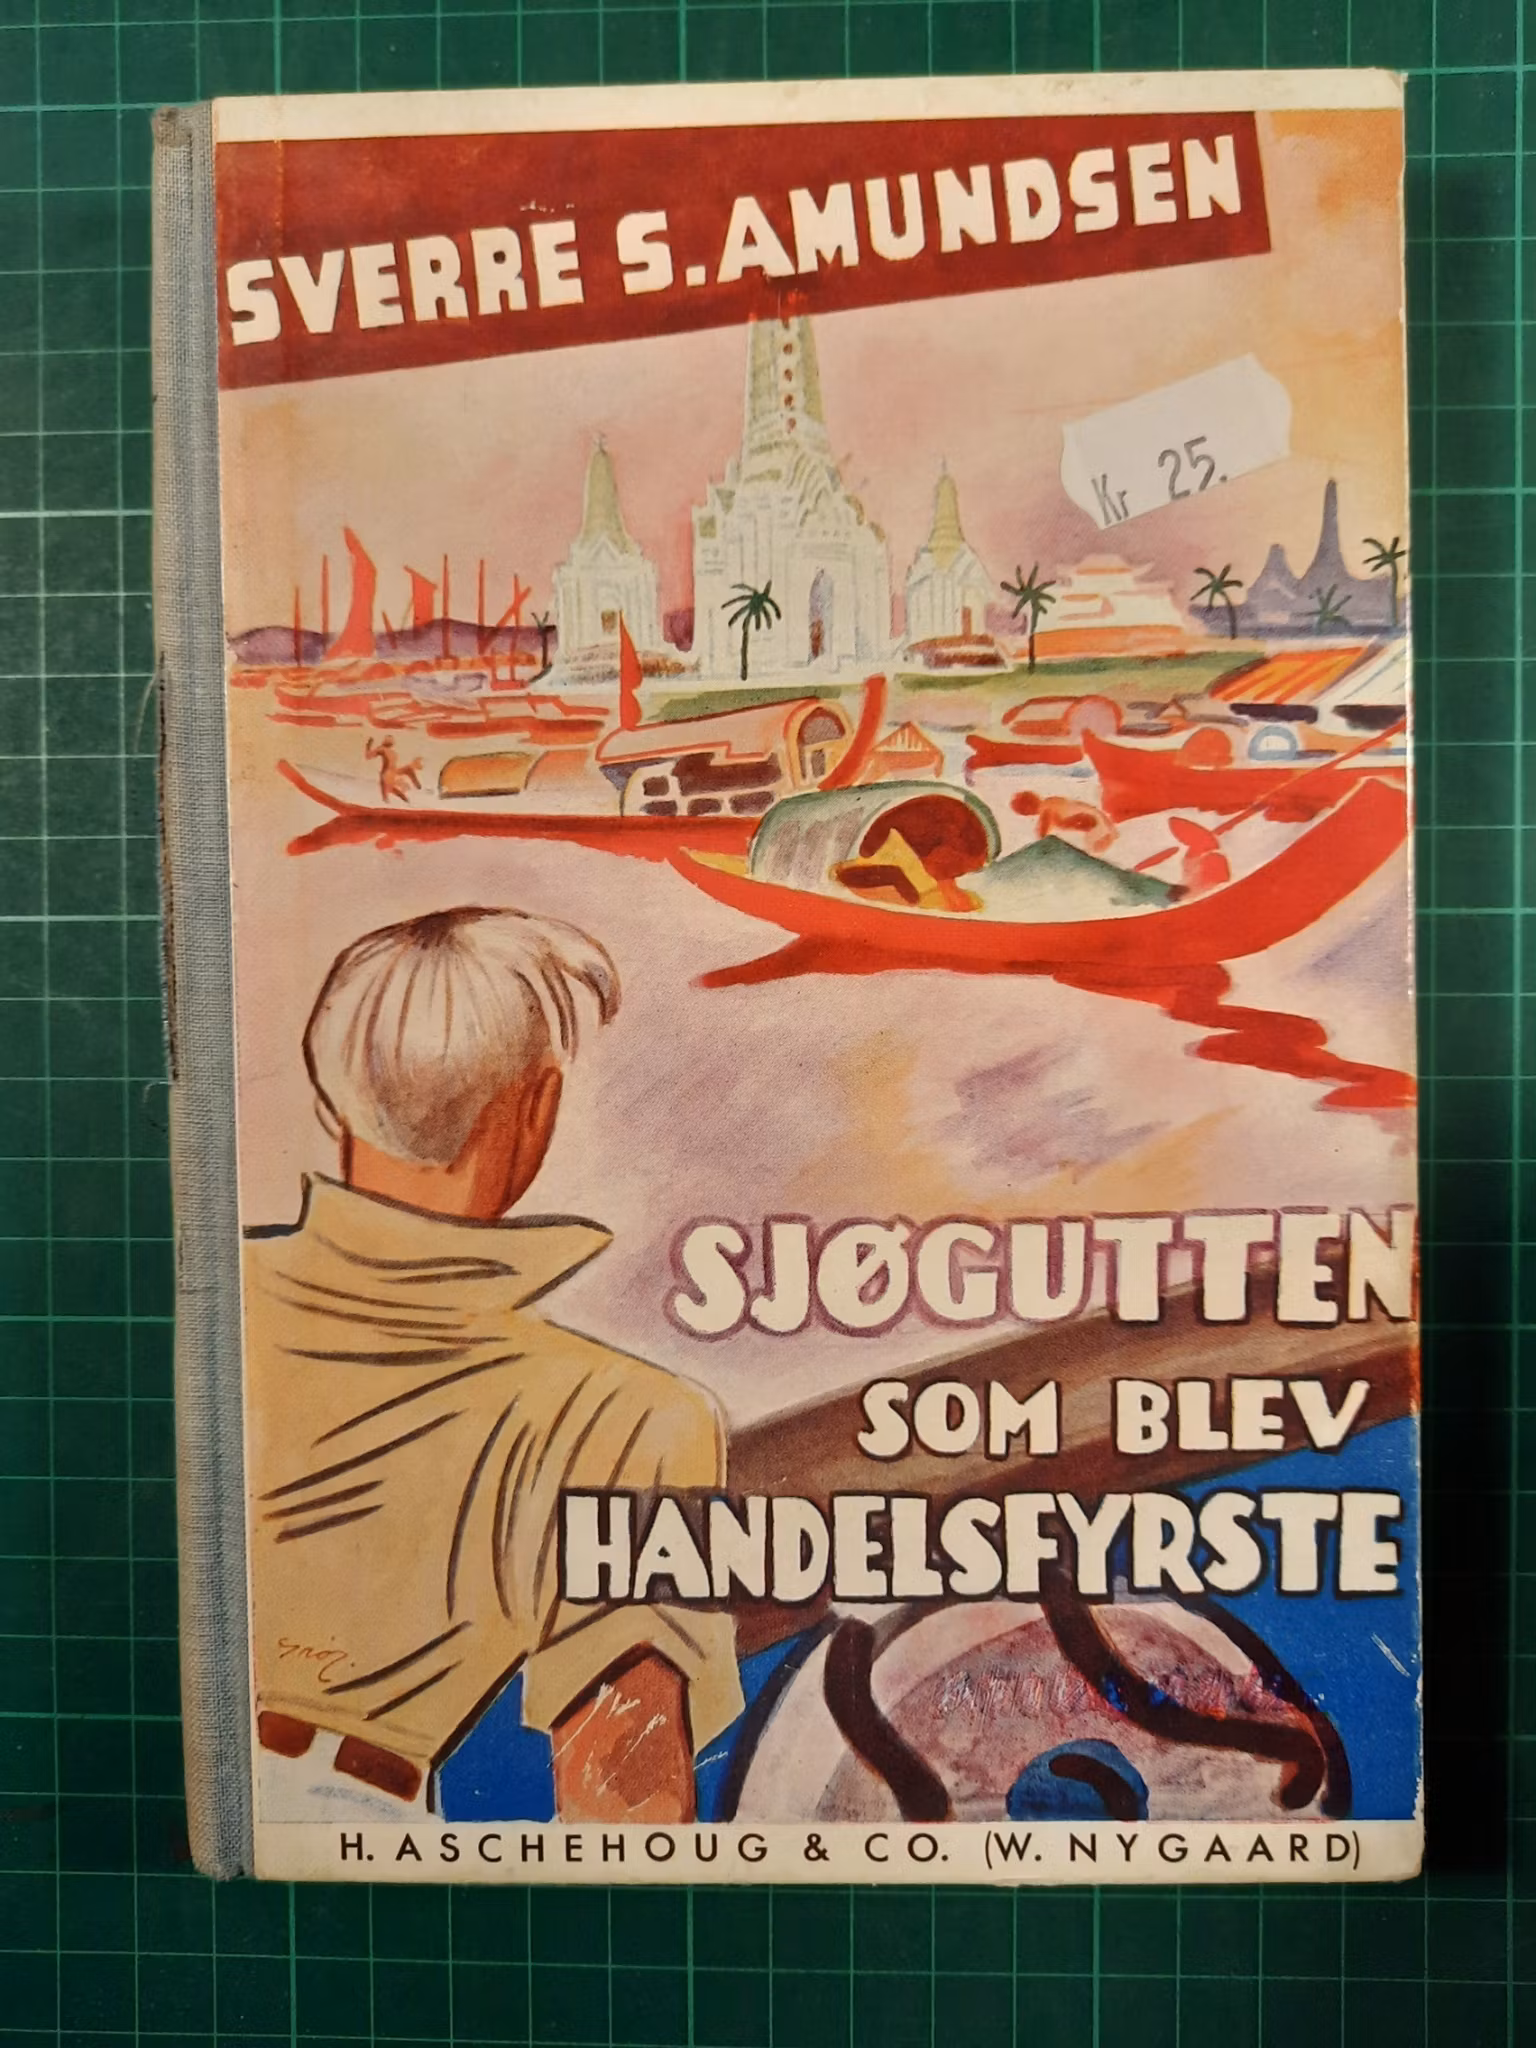 SVERRE S. AMUNDSEN
Kr 25.
SJØGUTTEN
SOM BLEV
HANDELSFYRSTE
H. ASCHEHOUG & CO. (W. NYGAARD)